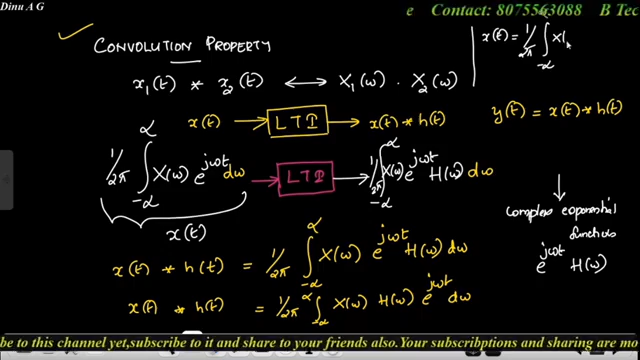 Dinu A G
e Contact: 8075563088 B Tec
CONVOLUTION PROPERTY
x(t) = 1/2π ∫_{-α}^{α} X(
x₁(t) * x₂(t) ⟷ X₁(ω) . X₂(ω)
x(t) → LTI → x(t) * h(t)
y(t) = x(t) * h(t)
1/2π ∫_{-α}^{α} X(ω) e^{jωt} dω → LTI → 1/2π ∫_{-α}^{α} X(ω) e^{jωt} H(ω) dω
x(t)
complex exponential
function
e^{jωt} H(ω)
x(t) * h(t) = 1/2π ∫_{-α}^{α} X(ω) e^{jωt} H(ω) dω
x(t) * h(t) = 1/2π ∫_{-α}^{α} X(ω) H(ω) e^{jωt} dω
be to this channel yet,subscribe to it and share to your friends also.Your subscribptions and sharing are mo